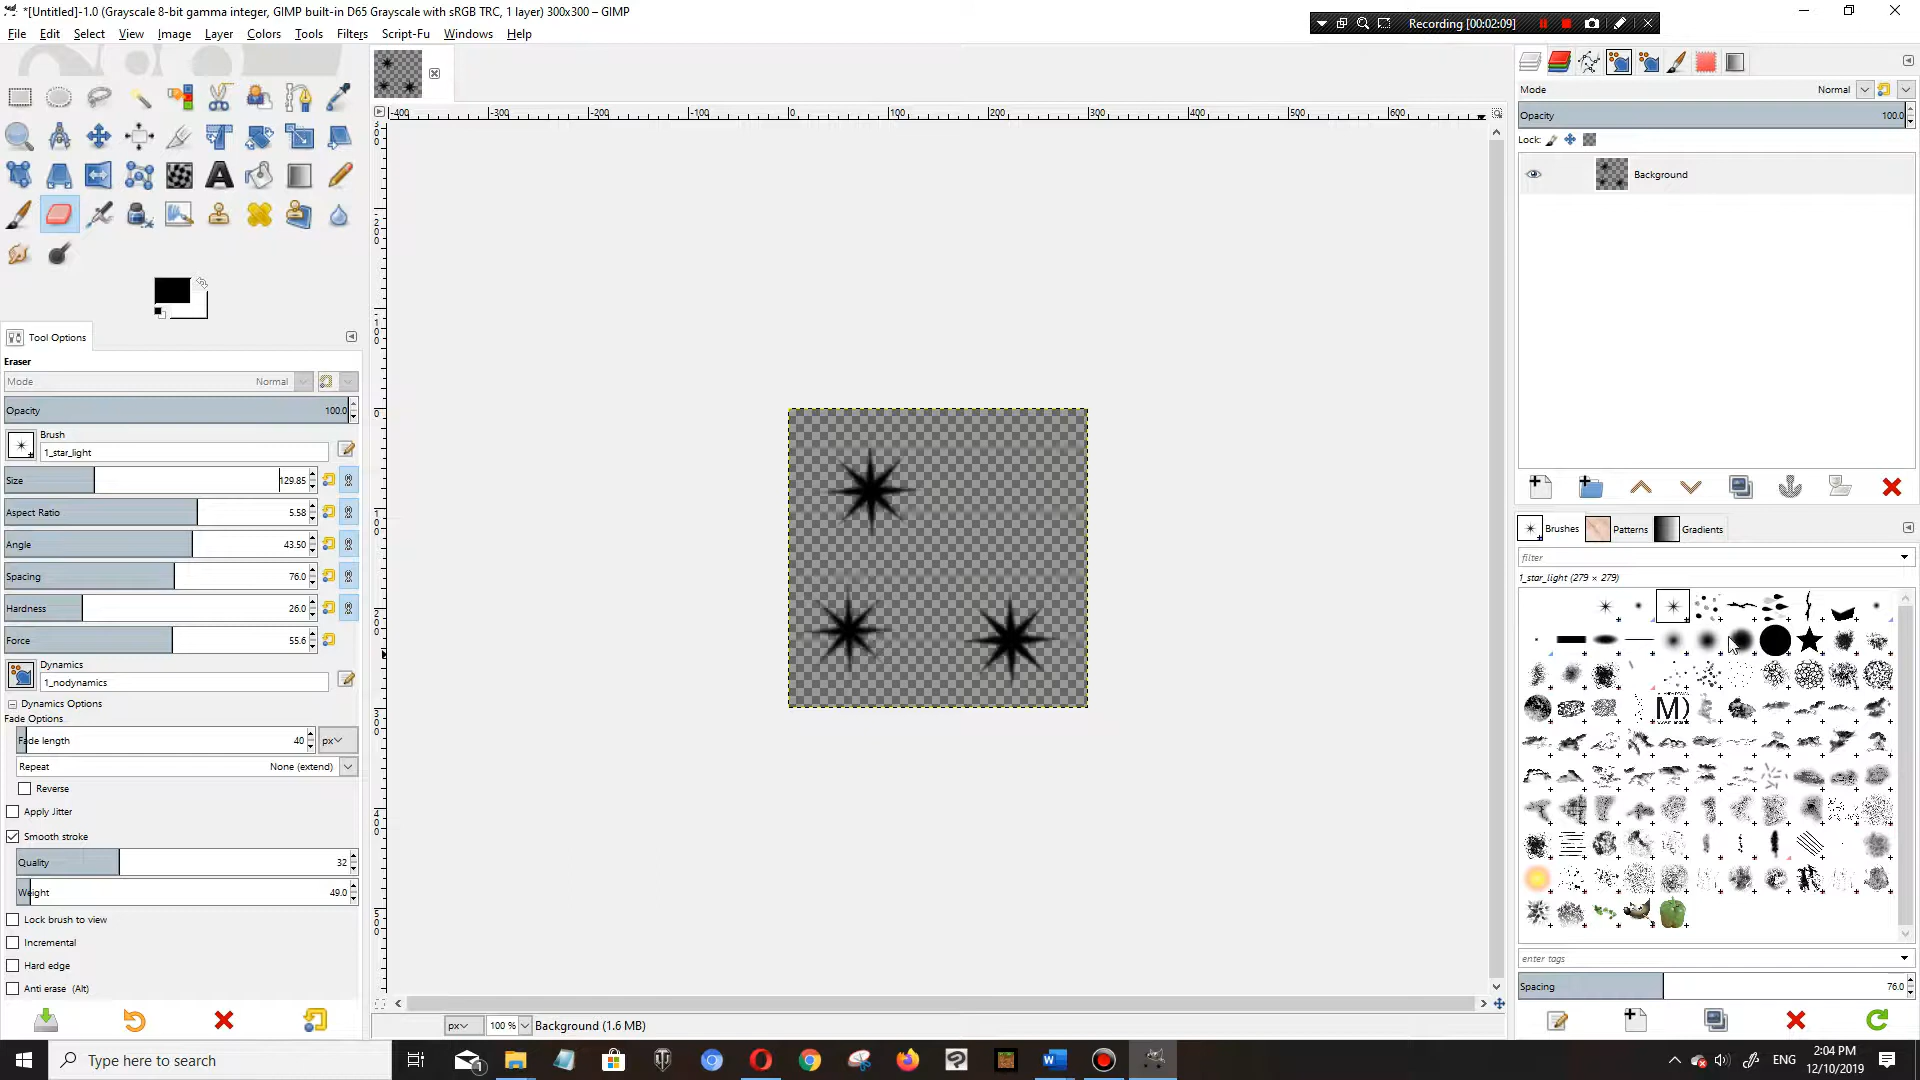 *[Untitled]-1.0 (Grayscale 8-bit gamma integer, GIMP built-in D65 Grayscale with sRGB TRC, 1 layer) 300x300 – GIMP
Recording [00:02:09]
File Edit Select View Image Layer Colors Tools Filters Script-Fu Windows Help
Mode Normal
Opacity 100.0
Lock:
Background
-400 -300 -200 -100 0 100 200 300 400 500 600
Tool Options
Eraser
Mode Normal
Opacity 100.0
Brush
1_star_light
Size 129.85
Aspect Ratio 5.58
Angle 43.50
Spacing 76.0
Hardness 26.0
Force 55.6
Dynamics
1_nodynamics
Dynamics Options
Fade Options
Fade length 40 px
Repeat None (extend)
Reverse
Apply Jitter
Smooth stroke
Quality 32
Weight 49.0
Lock brush to view
Incremental
Hard edge
Anti erase (Alt)
Brushes Patterns Gradients
filter
1_star_light (279 × 279)
M)
enter tags
Spacing 76.0
px 100 % Background (1.6 MB)
Type here to search
1
ENG
2:04 PM
12/10/2019